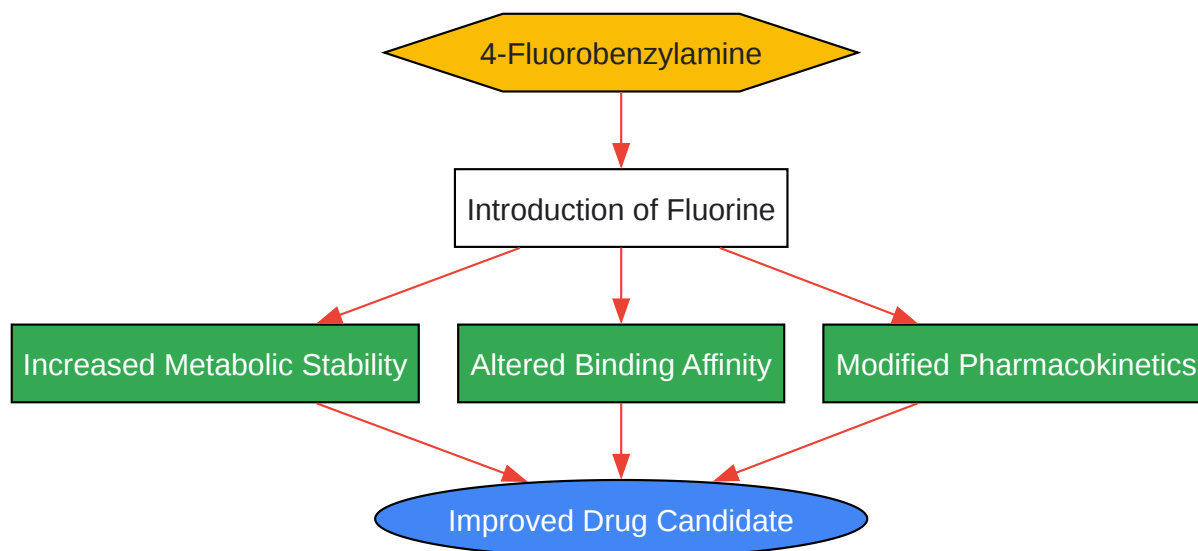 4-Fluorobenzylamine
Introduction of Fluorine
Increased Metabolic Stability
Altered Binding Affinity
Modified Pharmacokinetics
Improved Drug Candidate